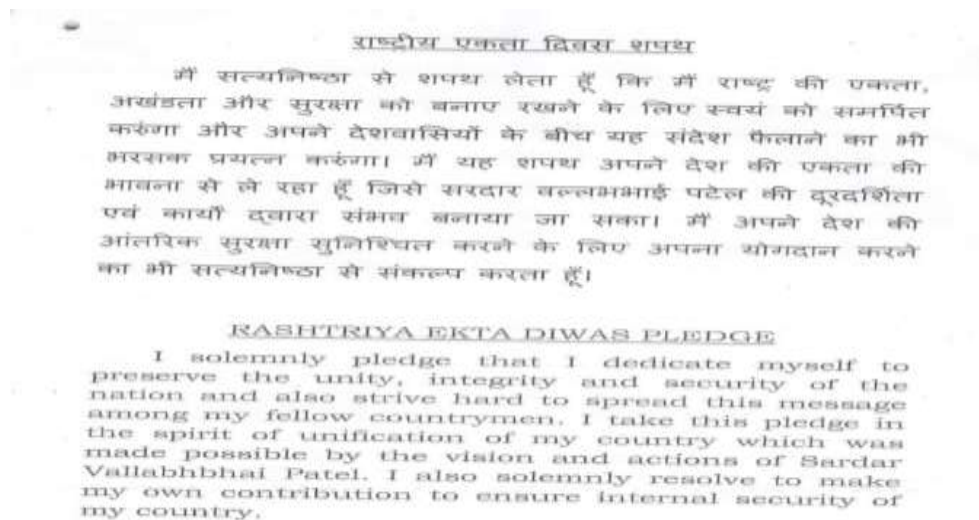 राष्ट्रीय एकता दिवस शपथ
मैं सत्यनिष्ठा से शपथ लेता हूँ कि मैं राष्ट्र की एकता,
अखंडता और सुरक्षा को बनाए रखने के लिए स्वयं को समर्पित
करुंगा और अपने देशवासियों के बीच यह संदेश फैलाने का भी
भरसक प्रयत्न करुंगा। मैं यह शपथ अपने देश की एकता की
भावना से ले रहा हूँ जिसे सरदार वल्लभभाई पटेल की दूरदर्शिता
एवं कार्यों द्वारा संभव बनाया जा सका। मैं अपने देश की
आंतरिक सुरक्षा सुनिश्चित करने के लिए अपना योगदान करने
का भी सत्यनिष्ठा से संकल्प करता हूँ।
RASHTRIYA EKTA DIWAS PLEDGE
I solemnly pledge that I dedicate myself to
preserve the unity, integrity and security of the
nation and also strive hard to spread this message
among my fellow countrymen. I take this pledge in
the spirit of unification of my country which was
made possible by the vision and actions of Sardar
Vallabhbhai Patel. I also solemnly resolve to make
my own contribution to ensure internal security of
my country.